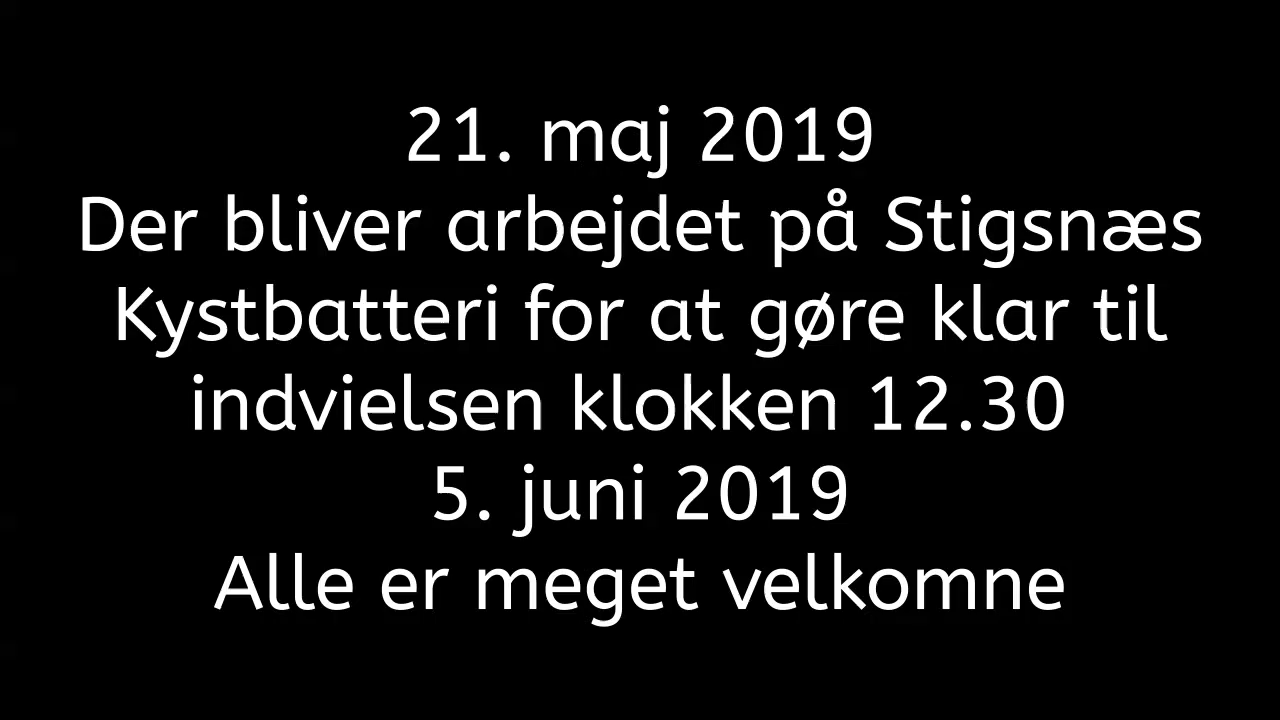 21. maj 2019
Der bliver arbejdet på Stigsnæs
Kystbatteri for at gøre klar til
indvielsen klokken 12.30
5. juni 2019
Alle er meget velkomne